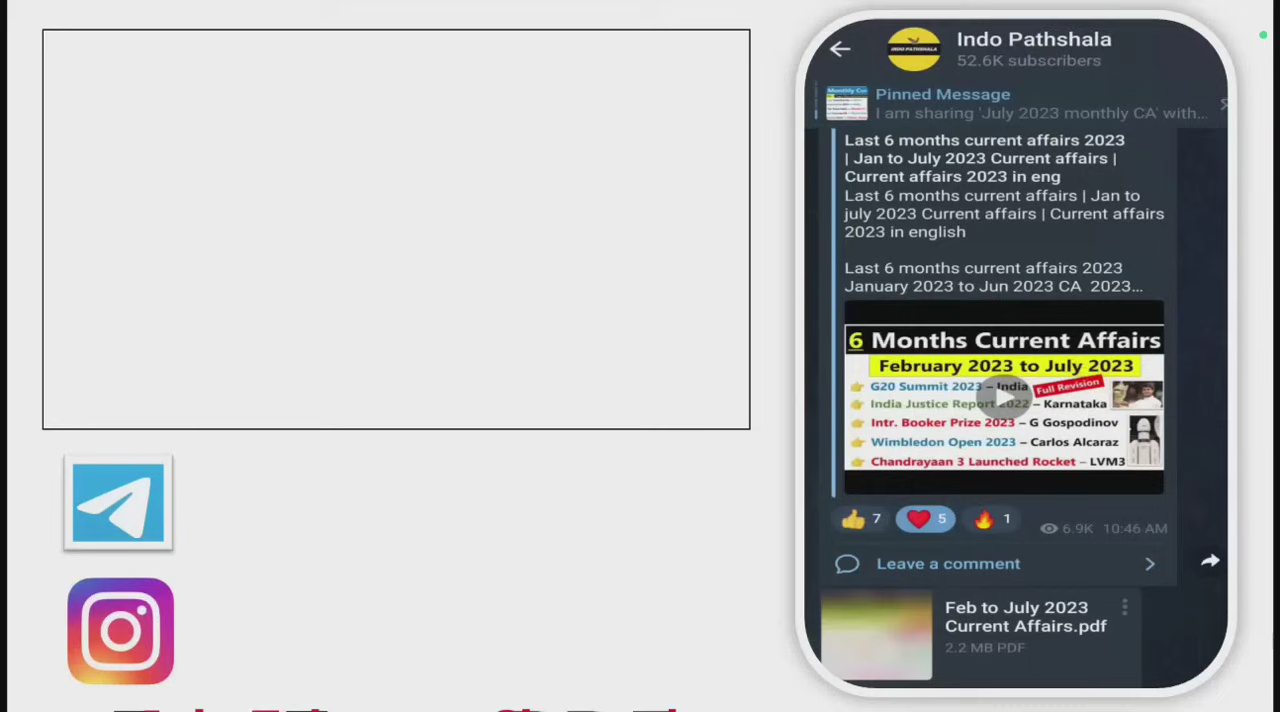 Indo Pathshala
INDO PATHSHALA
52.6K subscribers
Pinned Message
I am sharing 'July 2023 monthly CA' with...
Last 6 months current affairs 2023
| Jan to July 2023 Current affairs |
Current affairs 2023 in eng
Last 6 months current affairs | Jan to
july 2023 Current affairs | Current affairs
2023 in english
Last 6 months current affairs 2023
January 2023 to Jun 2023 CA 2023...
6 Months Current Affairs
February 2023 to July 2023
G20 Summit 2023 – India
Full Revision
India Justice Report 2022 – Karnataka
Intr. Booker Prize 2023 – G Gospodinov
Wimbledon Open 2023 – Carlos Alcaraz
Chandrayaan 3 Launched Rocket – LVM3
7
5
1
6.9K 10:46 AM
Leave a comment
Feb to July 2023
Current Affairs.pdf
2.2 MB PDF